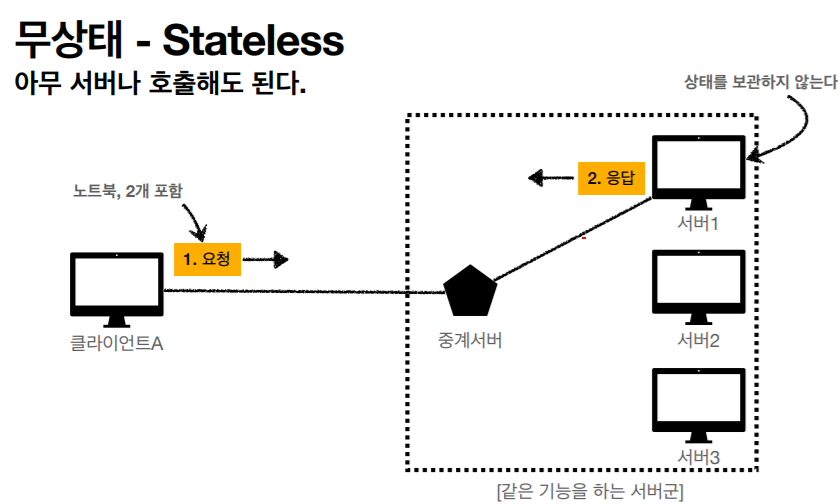 무상태 - Stateless
아무 서버나 호출해도 된다.
상태를 보관하지 않는다
노트북, 2개 포함
2. 응답
1. 요청
서버1
클라이언트A
중계서버
서버2
서버3
[같은 기능을 하는 서버군]